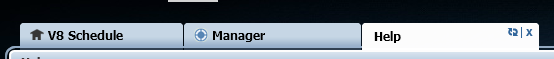 V8 Schedule Manager Help | x